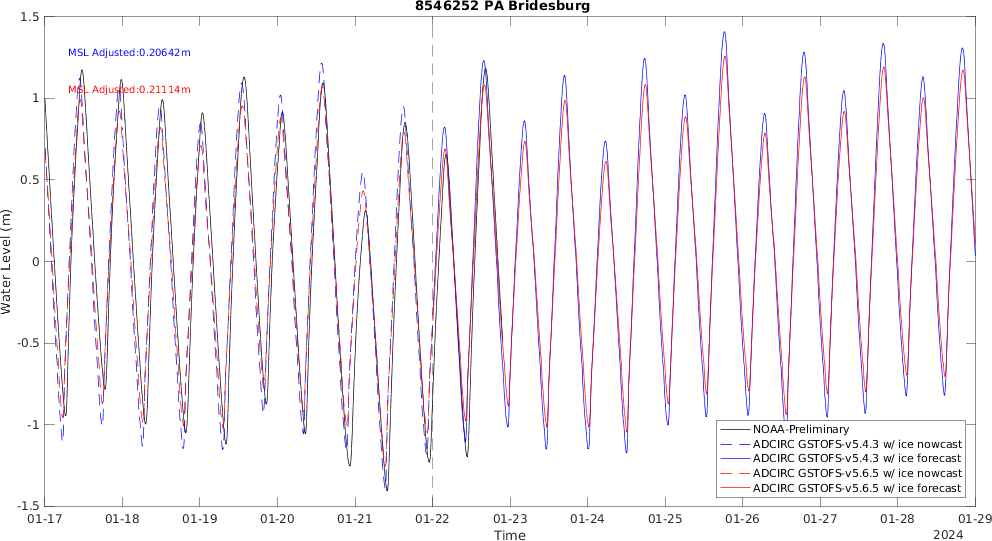 8546252 PA Bridesburg
MSL Adjusted:0.20642m
MSL Adjusted:0.21114m
Water Level (m)
1.5
1
0.5
0
-0.5
-1
-1.5
NOAA-Preliminary
ADCIRC GSTOFS-v5.4.3 w/ ice nowcast
ADCIRC GSTOFS-v5.4.3 w/ ice forecast
ADCIRC GSTOFS-v5.6.5 w/ ice nowcast
ADCIRC GSTOFS-v5.6.5 w/ ice forecast
01-17 01-18 01-19 01-20 01-21 01-22 01-23 01-24 01-25 01-26 01-27 01-28 01-29
Time
2024